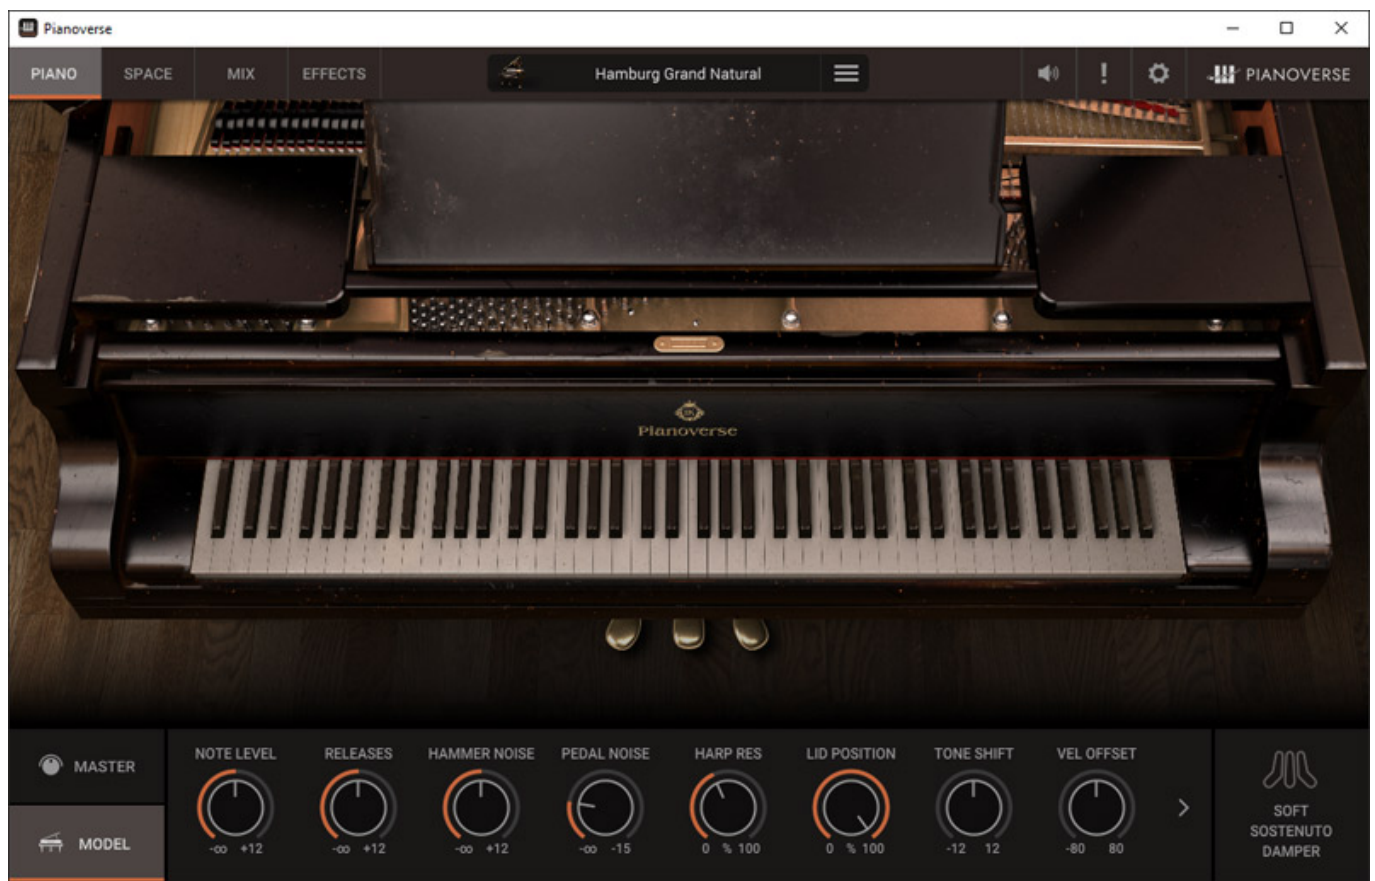 Pianoverse
PIANO SPACE MIX EFFECTS Hamburg Grand Natural ! PIANOVERSE
Pianoverse
MASTER
MODEL
NOTE LEVEL RELEASES HAMMER NOISE PEDAL NOISE HARP RES LID POSITION TONE SHIFT VEL OFFSET
-∞ +12 -∞ +12 -∞ +12 -∞ -15 0 % 100 0 % 100 -12 12 -80 80
>
SOFT
SOSTENUTO
DAMPER